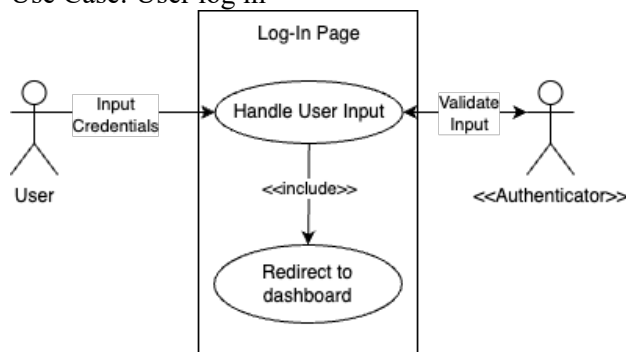 Use Case: User log in
Log-In Page
Input
Credentials
Handle User Input
Validate
Input
User
<<include>>
<<Authenticator>>
Redirect to
dashboard